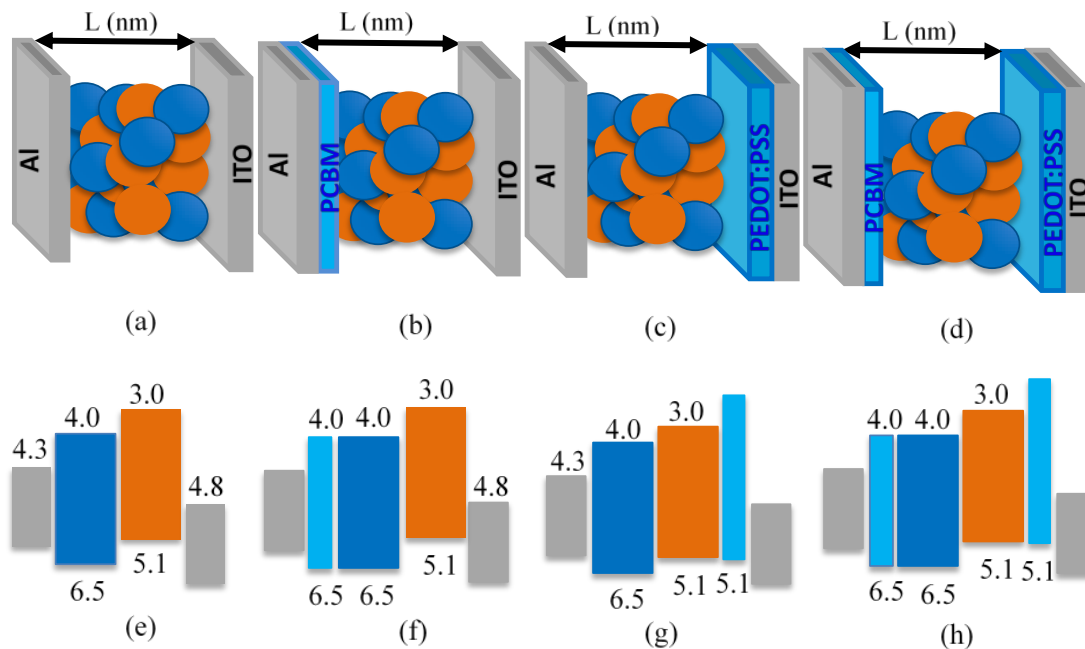 L (nm)
L (nm)
L (nm)
L (nm)
Al
ITO
Al
PCBM
ITO
Al
PEDOT:PSS
ITO
Al
PCBM
PEDOT:PSS
ITO
(a)
(b)
(c)
(d)
4.3
4.0
3.0
4.8
6.5
5.1
(e)
4.0
4.0
3.0
4.8
6.5
6.5
5.1
(f)
4.3
4.0
3.0
6.5
5.1
5.1
(g)
4.0
4.0
3.0
6.5
6.5
5.1
5.1
(h)